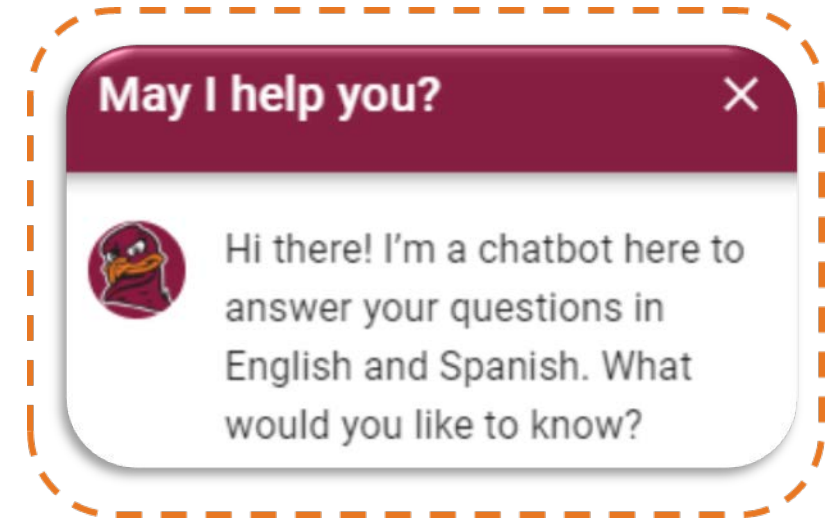 May I help you?
Hi there! I’m a chatbot here to
answer your questions in
English and Spanish. What
would you like to know?